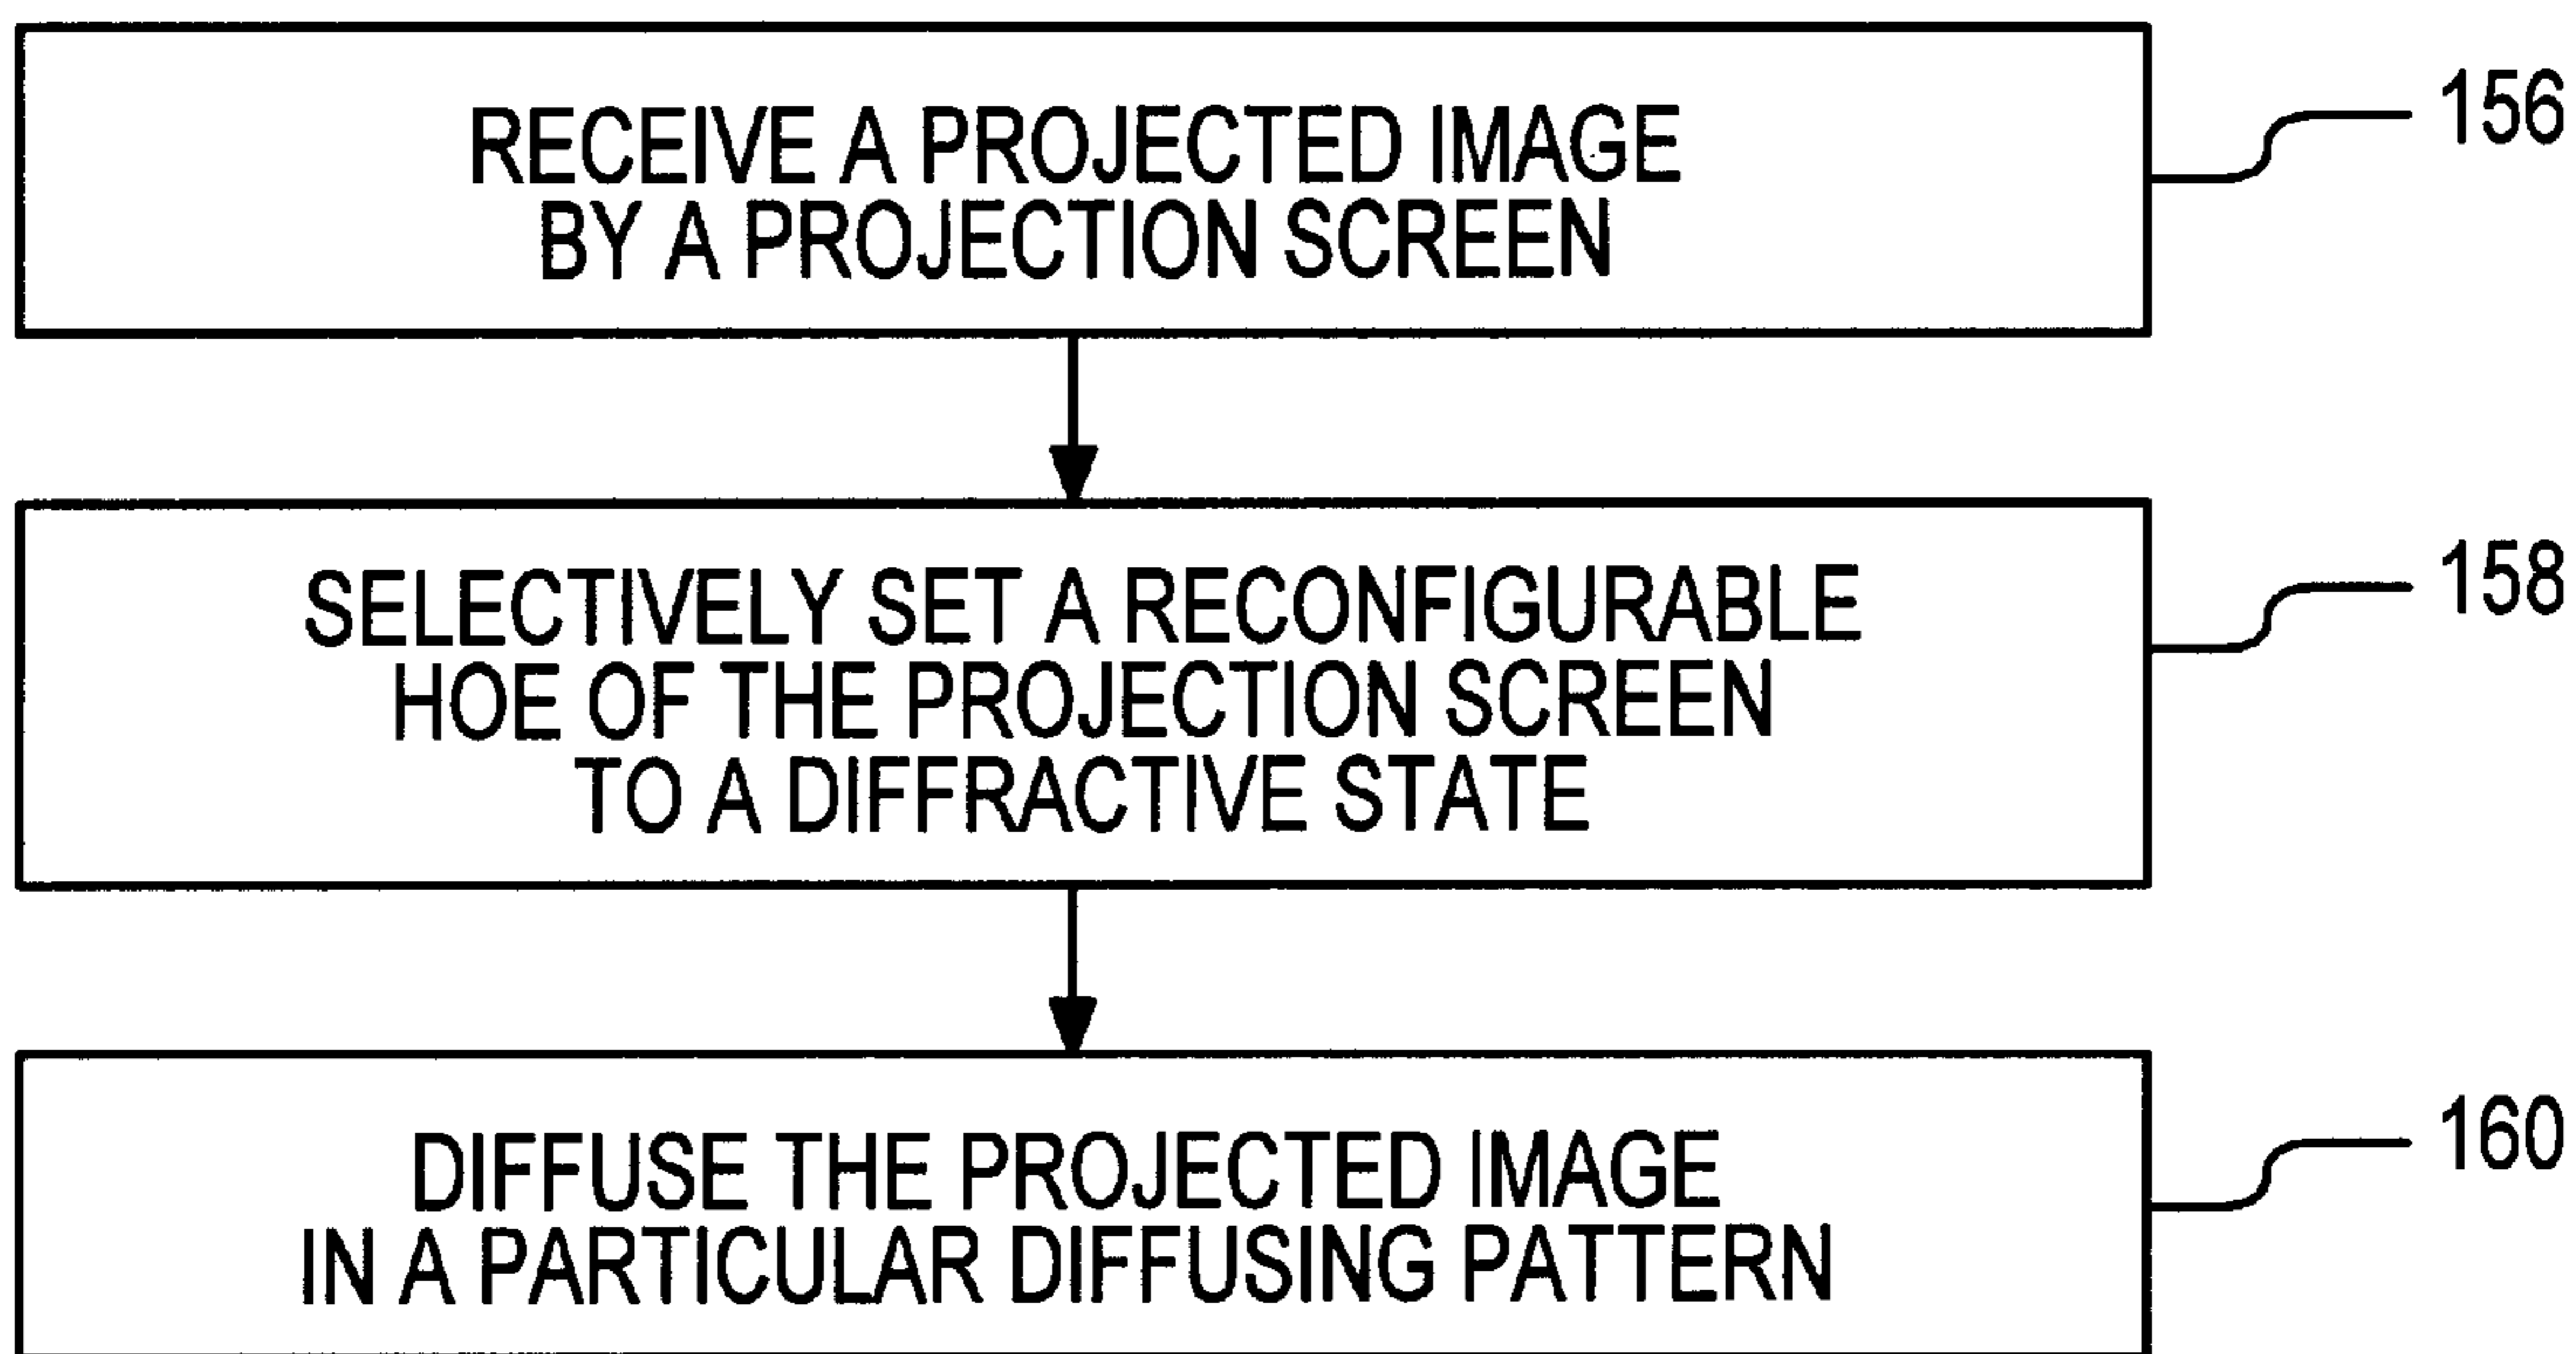 RECEIVE A PROJECTED IMAGE
BY A PROJECTION SCREEN
156
SELECTIVELY SET A RECONFIGURABLE
HOE OF THE PROJECTION SCREEN
TO A DIFFRACTIVE STATE
158
DIFFUSE THE PROJECTED IMAGE
IN A PARTICULAR DIFFUSING PATTERN
160